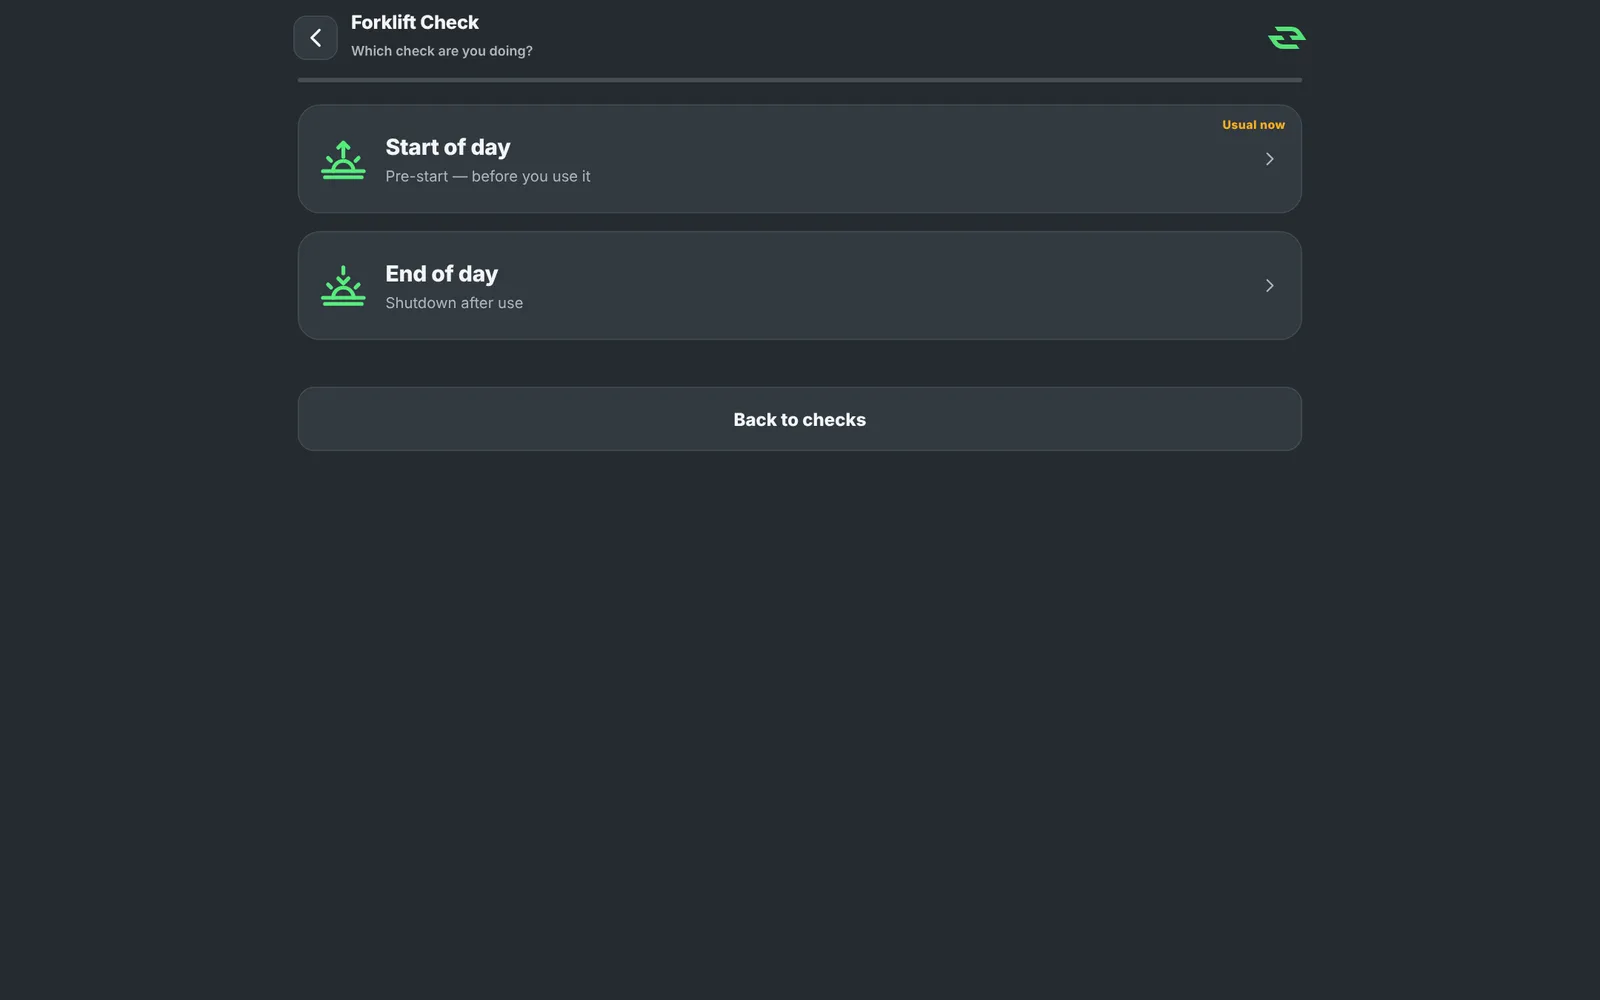 Forklift Check
Which check are you doing?
Usual now
Start of day
Pre-start — before you use it
End of day
Shutdown after use
Back to checks